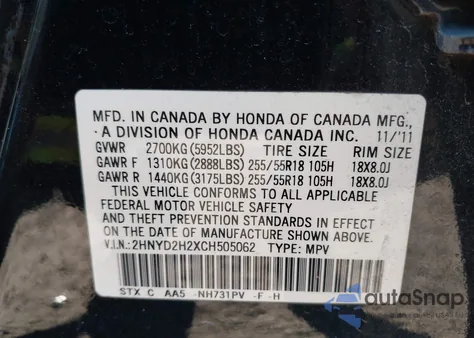 MFD. IN CANADA BY HONDA OF CANADA MFG.,
A DIVISION OF HONDA CANADA INC. 11/'11
GVWR 2700KG (5952LBS) TIRE SIZE RIM SIZE
GAWR F 1310KG (2888LBS) 255/55R18 105H 18X8.0J
GAWR R 1440KG (3175LBS) 255/55R18 105H 18X8.0J
THIS VEHICLE CONFORMS TO ALL APPLICABLE
FEDERAL MOTOR VEHICLE SAFETY
AND THEFT PREVENTION STANDARDS IN EFFECT
ON THE DATE OF MANUFACTURE SHOWN ABOVE.
V.I.N.: 2HNYD2H2XCH505062 TYPE: MPV
STX C AA5 -NH731PV -F -H
autoSnap